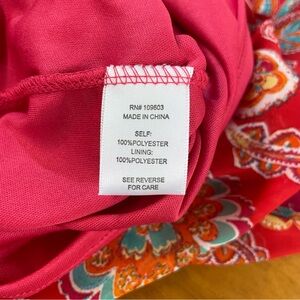 RN# 109603
MADE IN CHINA
SELF:
100%POLYESTER
LINING:
100%POLYESTER
SEE REVERSE
FOR CARE